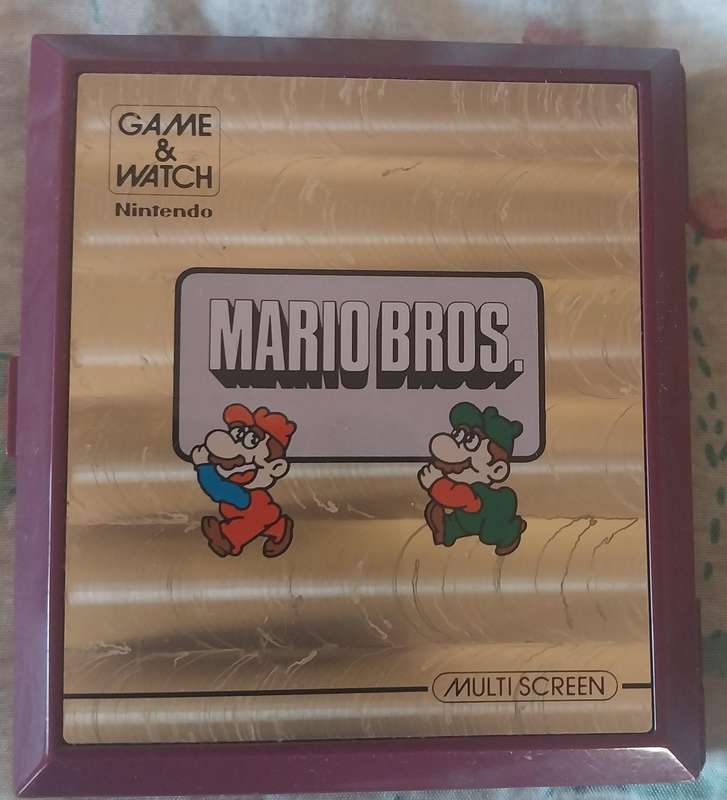 GAME
&
WATCH
Nintendo
MARIO BROS.
MULTI SCREEN